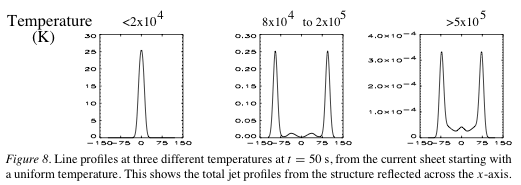 Temperature <2x10^4 8x10^4 to 2x10^5 >5x10^5
(K)
30 0.30 4.0×10⁻⁴
25 0.25
20 0.20 3.0×10⁻⁴
15 0.15 2.0×10⁻⁴
10 0.10
5 0.05 1.0×10⁻⁴
0 0.00
−150−75 0 75 150 −150−75 0 75 150 −150−75 0 75 150
Figure 8. Line profiles at three different temperatures at t = 50 s, from the current sheet starting with
a uniform temperature. This shows the total jet profiles from the structure reflected across the x-axis.